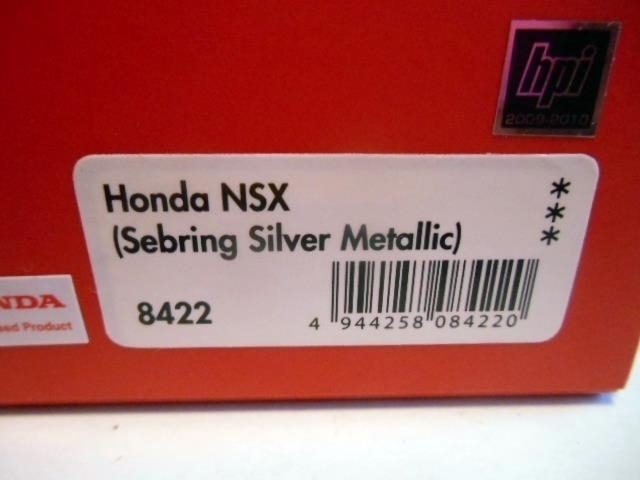 hpi
2009-2010
Honda NSX
(Sebring Silver Metallic)
***
8422
4 944258 084220
NDA
sed Product